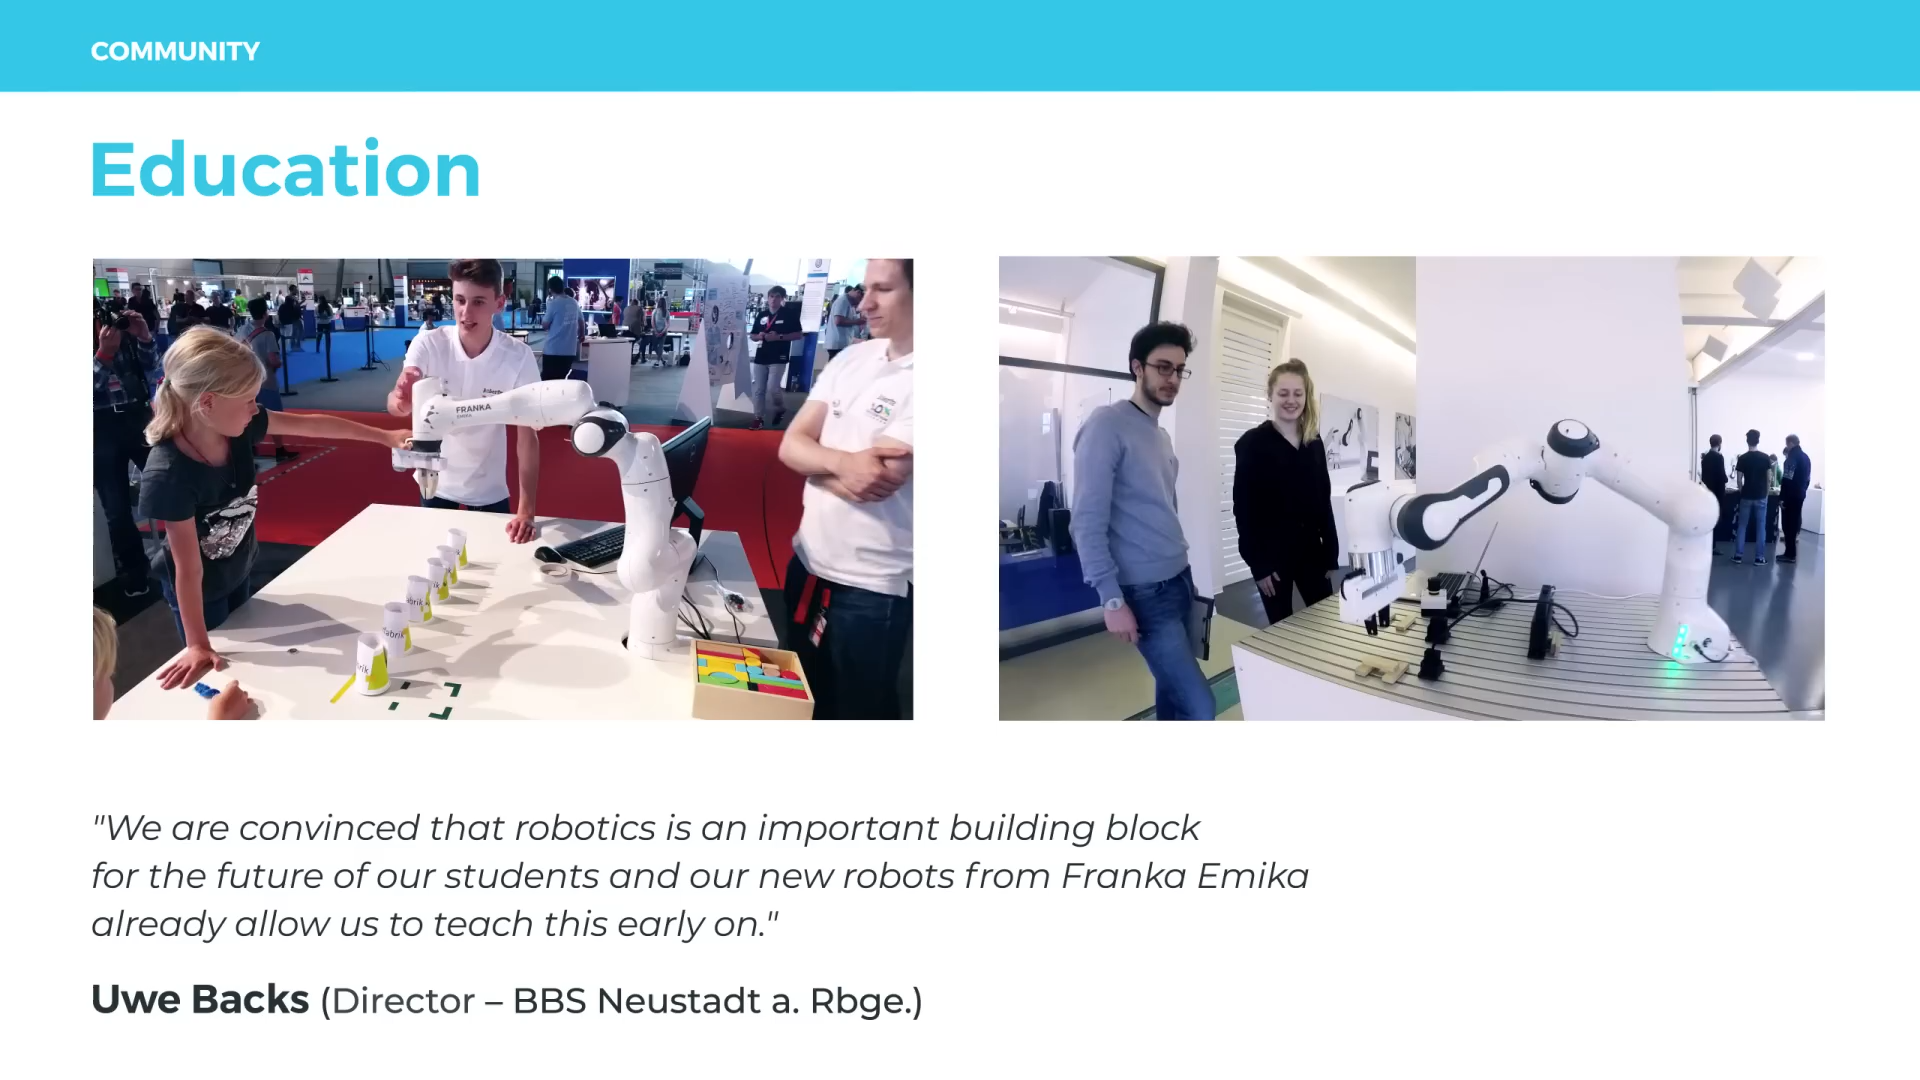 COMMUNITY
Education
FRANKA
EMIKA
"We are convinced that robotics is an important building block
for the future of our students and our new robots from Franka Emika
already allow us to teach this early on."
Uwe Backs (Director – BBS Neustadt a. Rbge.)